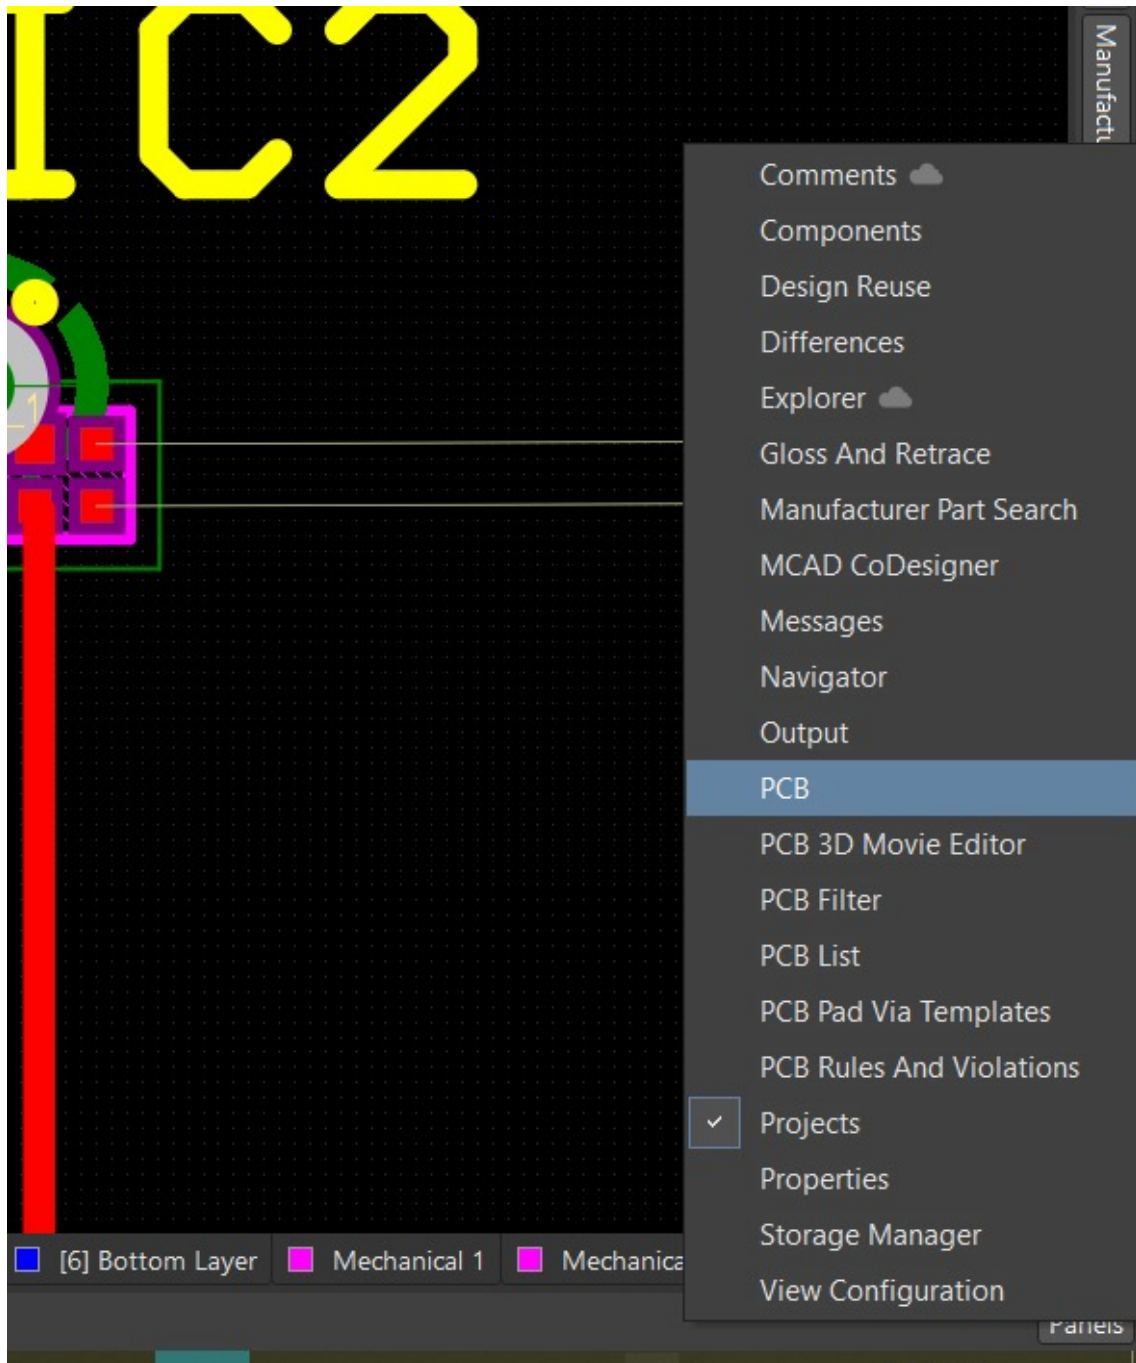 IC2
Manufactu
Comments
Components
Design Reuse
Differences
Explorer
1
Gloss And Retrace
Manufacturer Part Search
MCAD CoDesigner
Messages
Navigator
Output
PCB
PCB 3D Movie Editor
PCB Filter
PCB List
PCB Pad Via Templates
PCB Rules And Violations
Projects
Properties
Storage Manager
[6] Bottom Layer
Mechanical 1
Mechanica
View Configuration
Panels